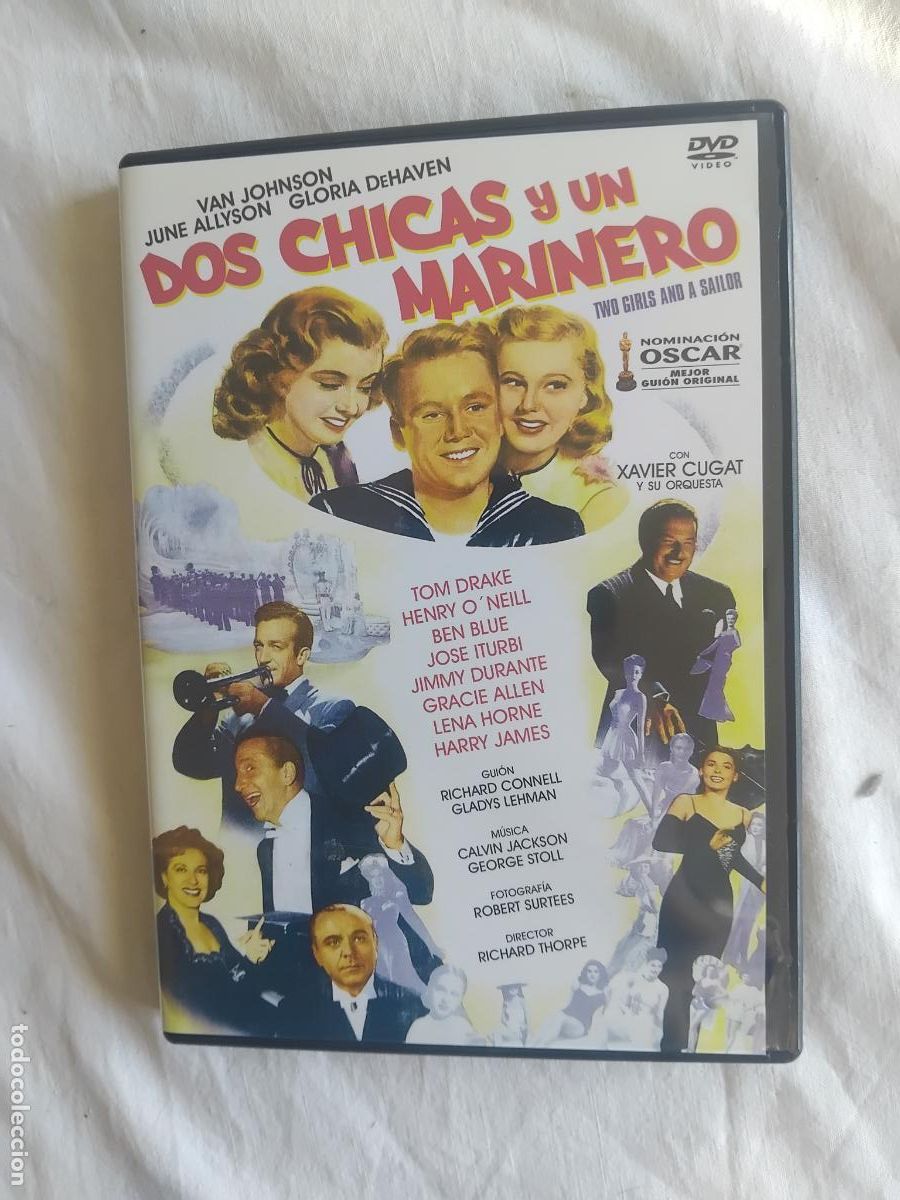 VAN JOHNSON
JUNE ALLYSON GLORIA DEHAVEN
DVD
VIDEO
DOS CHICAS y UN
MARINERO
TWO GIRLS AND A SAILOR
NOMINACIÓN
OSCAR
MEJOR
GUIÓN ORIGINAL
CON
XAVIER CUGAT
Y SU ORQUESTA
TOM DRAKE
HENRY O´NEILL
BEN BLUE
JOSE ITURBI
JIMMY DURANTE
GRACIE ALLEN
LENA HORNE
HARRY JAMES
GUIÓN
RICHARD CONNELL
GLADYS LEHMAN
MÚSICA
CALVIN JACKSON
GEORGE STOLL
FOTOGRAFÍA
ROBERT SURTEES
DIRECTOR
RICHARD THORPE
todocoleccion